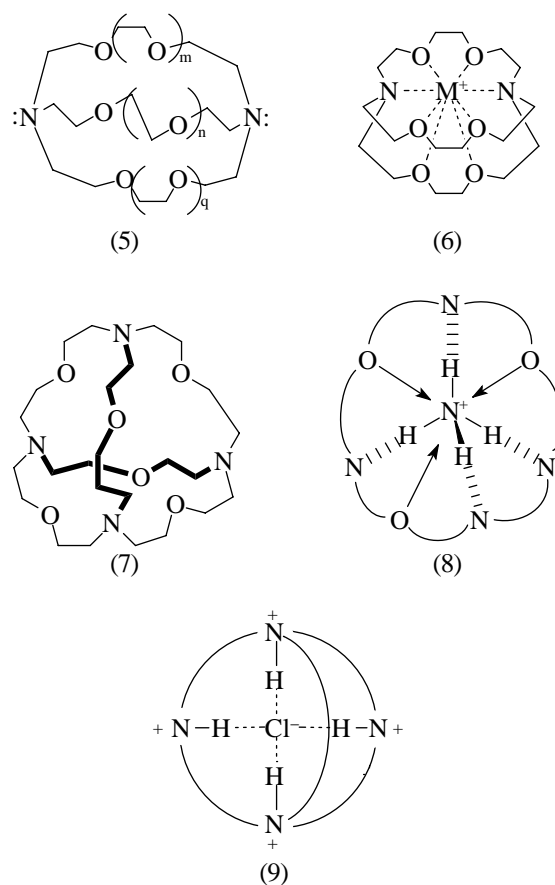 O O m
:N O O n N:
O O q
(5)
O O
N M⁺ N
O O
O O
(6)
N
O O
O
N O N
O N O
(7)
N
O H O
N⁺
H H H
N N
O N
(8)
+
N
H
+ N–H Cl⁻ H–N +
H
N
+
(9)